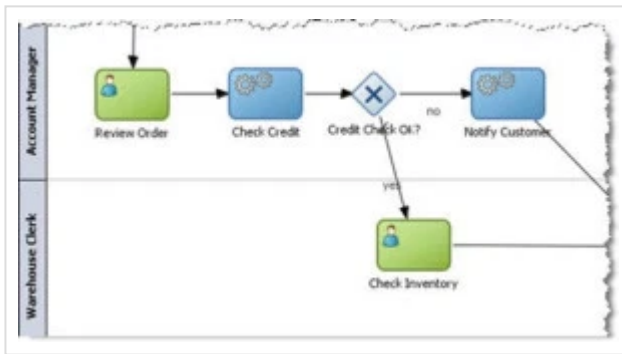 Account Manager
Review Order
Check Credit
Credit Check OK?
no
Notify Customer
yes
Warehouse Clerk
Check Inventory